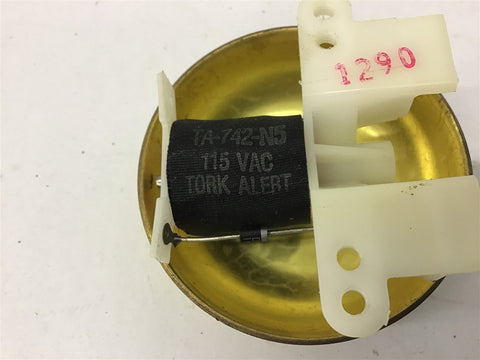 1290
TA-742-N5
115 VAC
TORK ALERT